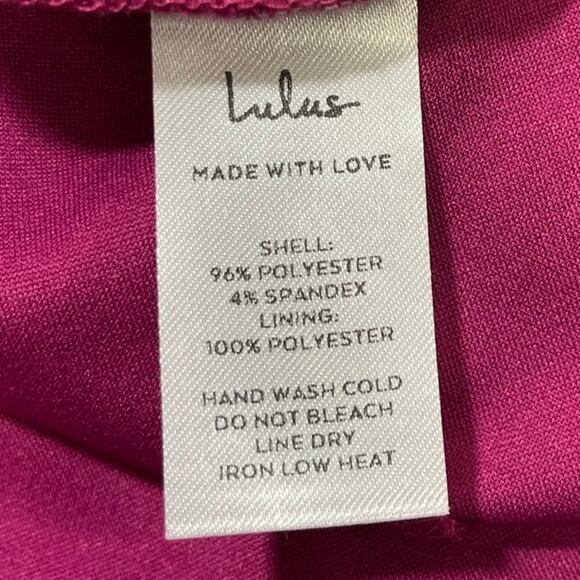 Lulus
MADE WITH LOVE
SHELL:
96% POLYESTER
4% SPANDEX
LINING:
100% POLYESTER
HAND WASH COLD
DO NOT BLEACH
LINE DRY
IRON LOW HEAT